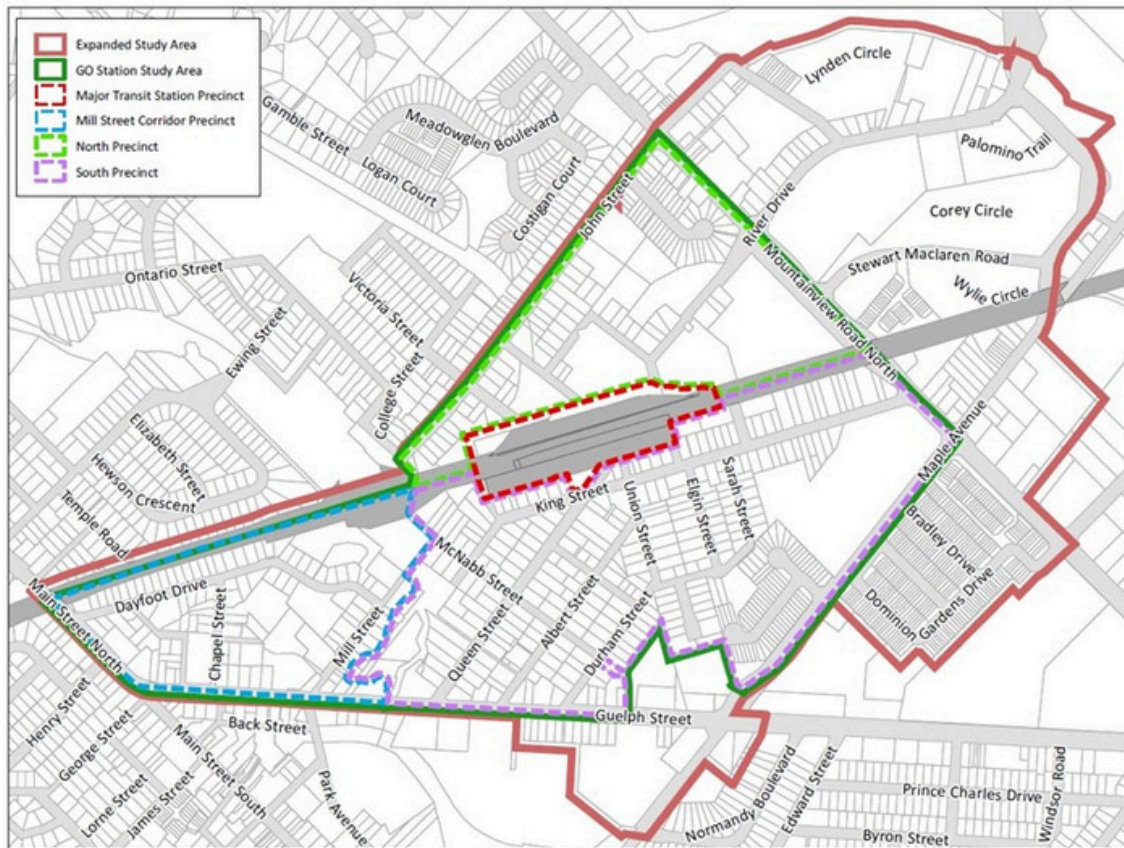 Expanded Study Area
GO Station Study Area
Major Transit Station Precinct
Mill Street Corridor Precinct
North Precinct
South Precinct
Lynden Circle
Gamble Street
Meadowglen Boulevard
Logan Court
Palomino Trail
Costigan Court
John Street
River Drive
Corey Circle
Ontario Street
Victoria Street
Mountainview Road North
Stewart Maclaren Road
Wylie Circle
Ewing Street
College Street
Elizabeth Street
Hewson Crescent
Temple Road
Maple Avenue
King Street
Union Street
Elgin Street
Sarah Street
Bradley Drive
McNabb Street
Dayfoot Drive
Main Street North
Chapel Street
Mill Street
Queen Street
Albert Street
Durham Street
Dominion
Gardens Drive
Guelph Street
Henry Street
George Street
Back Street
Main Street South
Lorne Street
James Street
Park Avenue
Normandy Boulevard
Edward Street
Prince Charles Drive
Windsor Road
Byron Street